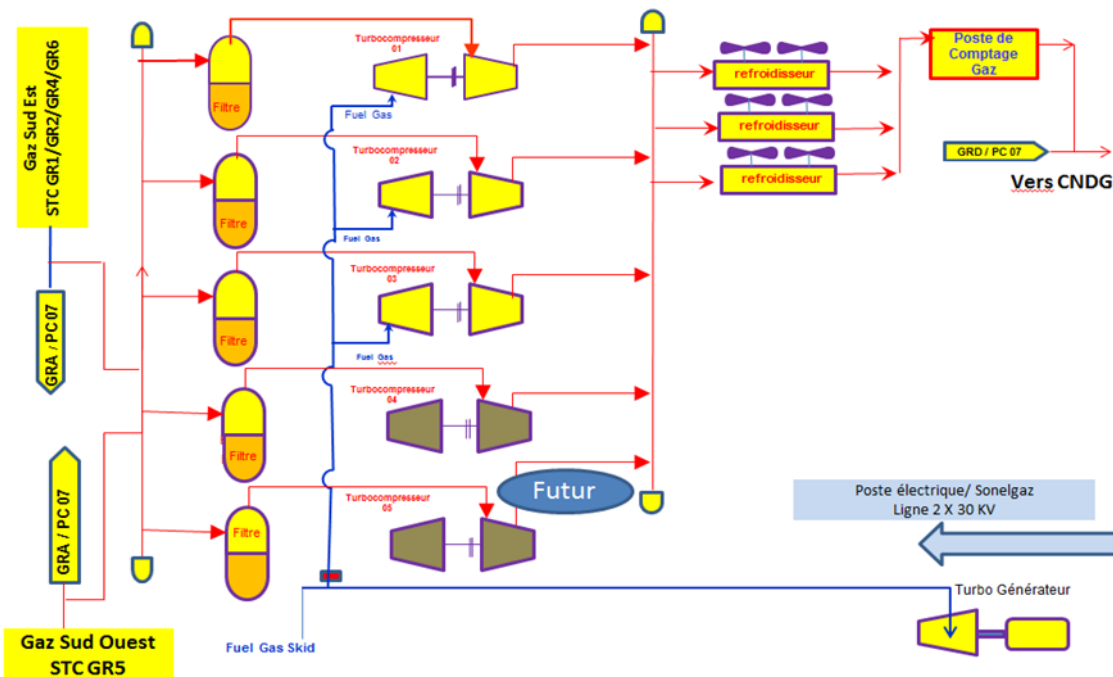 Gaz Sud Est
STC GR1/GR2/GR4/GR6
GRA / PC 07
GRA / PC 07
Gaz Sud Ouest
STC GR5
Filtre
Filtre
Filtre
Filtre
Filtre
Turbocompresseur
01
Fuel Gas
Turbocompresseur
02
Fuel Gas
Turbocompresseur
03
Fuel Gas
Turbocompresseur
04
Turbocompresseur
05
Futur
Fuel Gas Skid
refroidisseur
refroidisseur
refroidisseur
Poste de
Comptage
Gaz
GRD / PC 07
Vers CNDG
Poste électrique/ Sonelgaz
Ligne 2 X 30 KV
Turbo Générateur